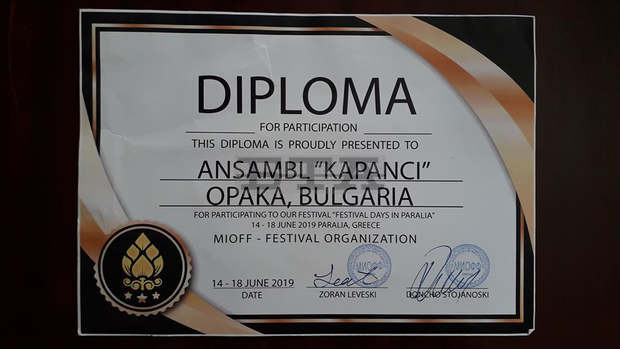 DIPLOMA
FOR PARTICIPATION
THIS DIPLOMA IS PROUDLY PRESENTED TO
ANSAMBL "KAPANCI"
OPAKA, BULGARIA
FOR PARTICIPATING TO OUR FESTIVAL "FESTIVAL DAYS IN PARALIA"
14 - 18 JUNE 2019 PARALIA, GREECE
MIOFF - FESTIVAL ORGANIZATION
14 - 18 JUNE 2019
DATE
ZORAN LEVESKI
DONCHO STOJANOSKI